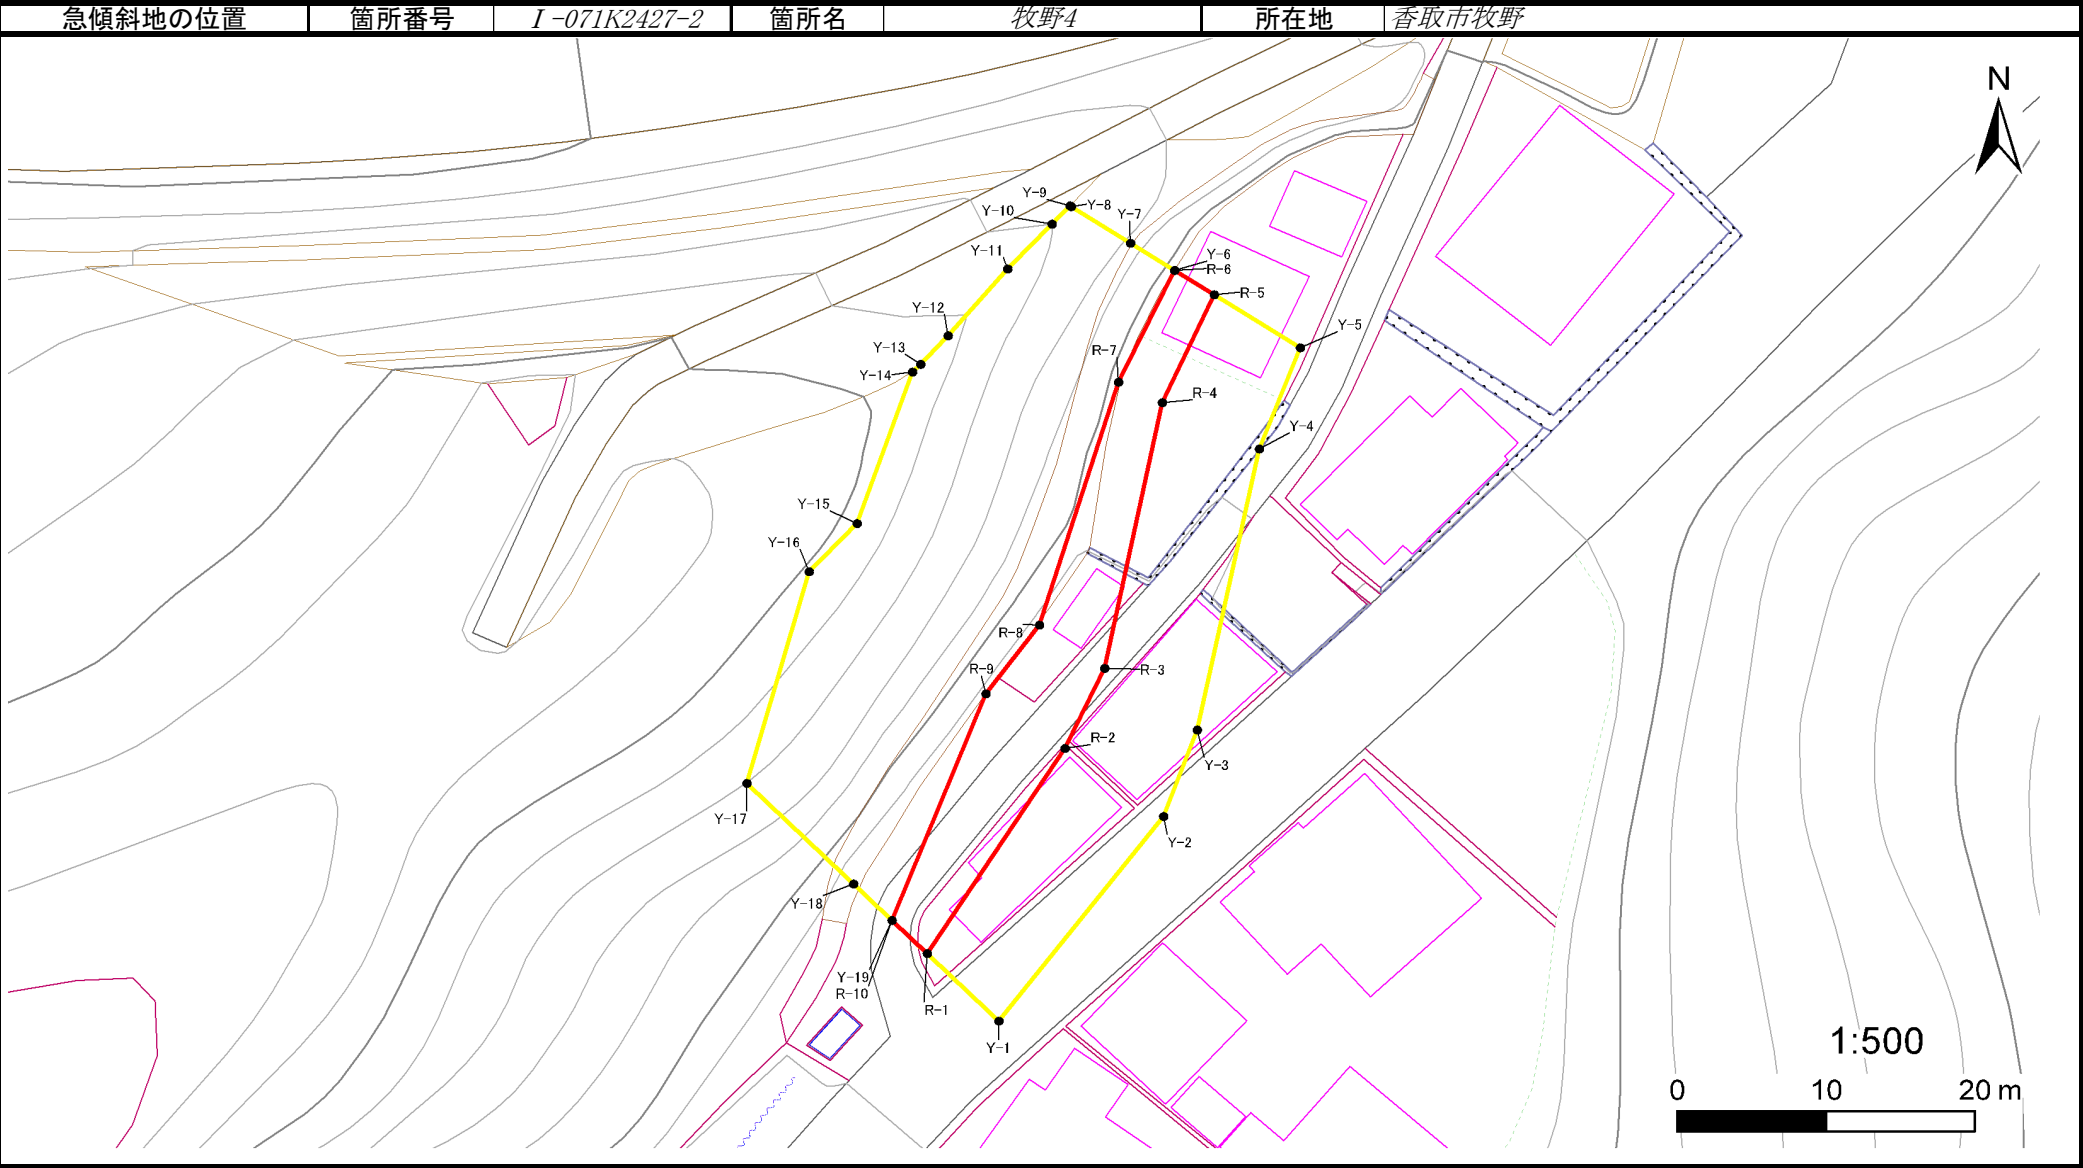 急傾斜地の位置 箇所番号 Ⅰ-071K2427-2 箇所名 牧野4 所在地 香取市牧野
N
Y-9
Y-8
Y-10
Y-7
Y-11
Y-6
R-6
R-5
Y-12
Y-5
Y-13
R-7
Y-14
R-4
Y-4
Y-15
Y-16
R-8
R-9
R-3
R-2
Y-3
Y-17
Y-2
Y-18
Y-19
R-10
R-1
Y-1
1:500
0 10 20 m